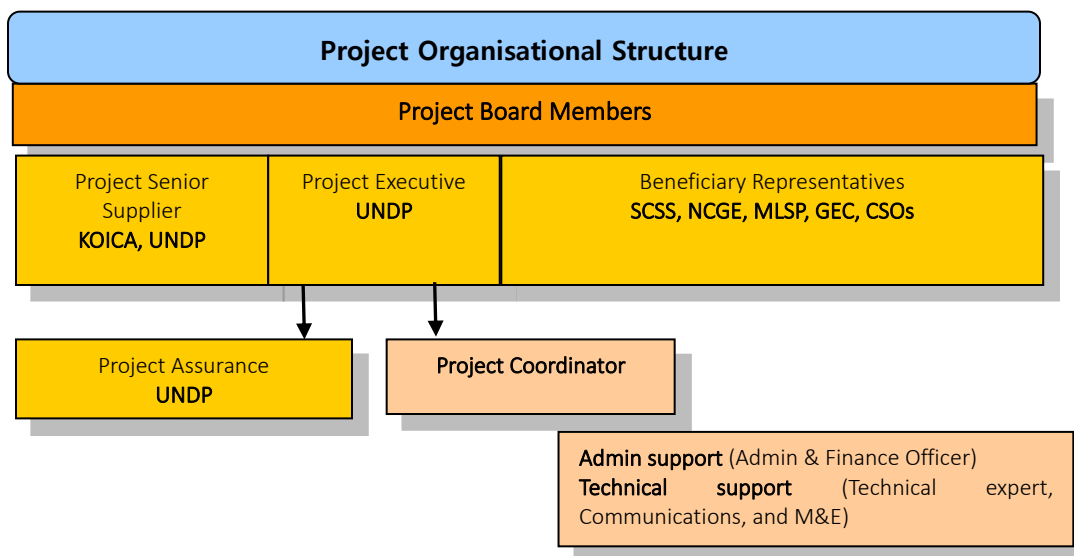 Project Organisational Structure
Project Board Members
Project Senior
Supplier
KOICA, UNDP
Project Executive
UNDP
Beneficiary Representatives
SCSS, NCGE, MLSP, GEC, CSOs
Project Assurance
UNDP
Project Coordinator
Admin support (Admin & Finance Officer)
Technical support (Technical expert,
Communications, and M&E)